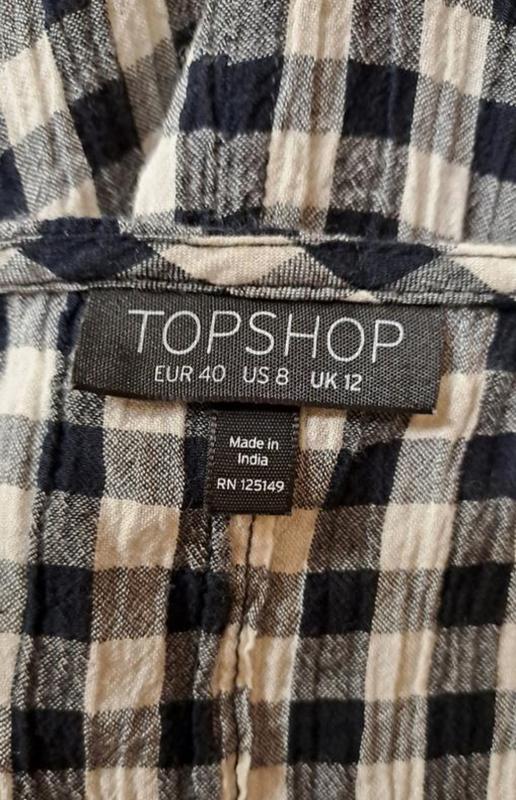 TOPSHOP
EUR 40 US 8 UK 12
Made in
India
RN 125149